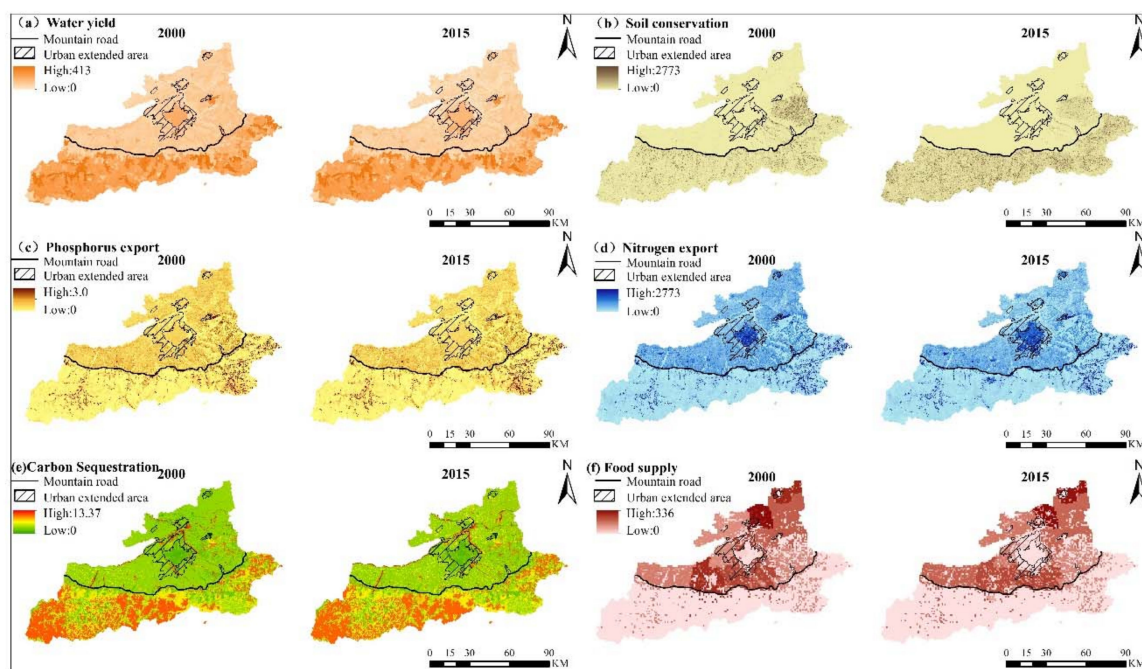 (a) Water yield
2000
2015
N
Mountain road
Urban extended area
High:413
Low:0
0 15 30 60 90
KM
(b) Soil conservation
2000
2015
N
Mountain road
Urban extended area
High:2773
Low:0
0 15 30 60 90
KM
(c) Phosphorus export
2000
2015
N
Mountain road
Urban extended area
High:3.0
Low:0
0 15 30 60 90
KM
(d) Nitrogen export
2000
2015
N
Mountain road
Urban extended area
High:2773
Low:0
0 15 30 60 90
KM
(e)Carbon Sequestration
2000
2015
N
Mountain road
Urban extended area
High:13.37
Low:0
0 15 30 60 90
KM
(f) Food supply
2000
2015
N
Mountain road
Urban extended area
High:336
Low:0
0 15 30 60 90
KM